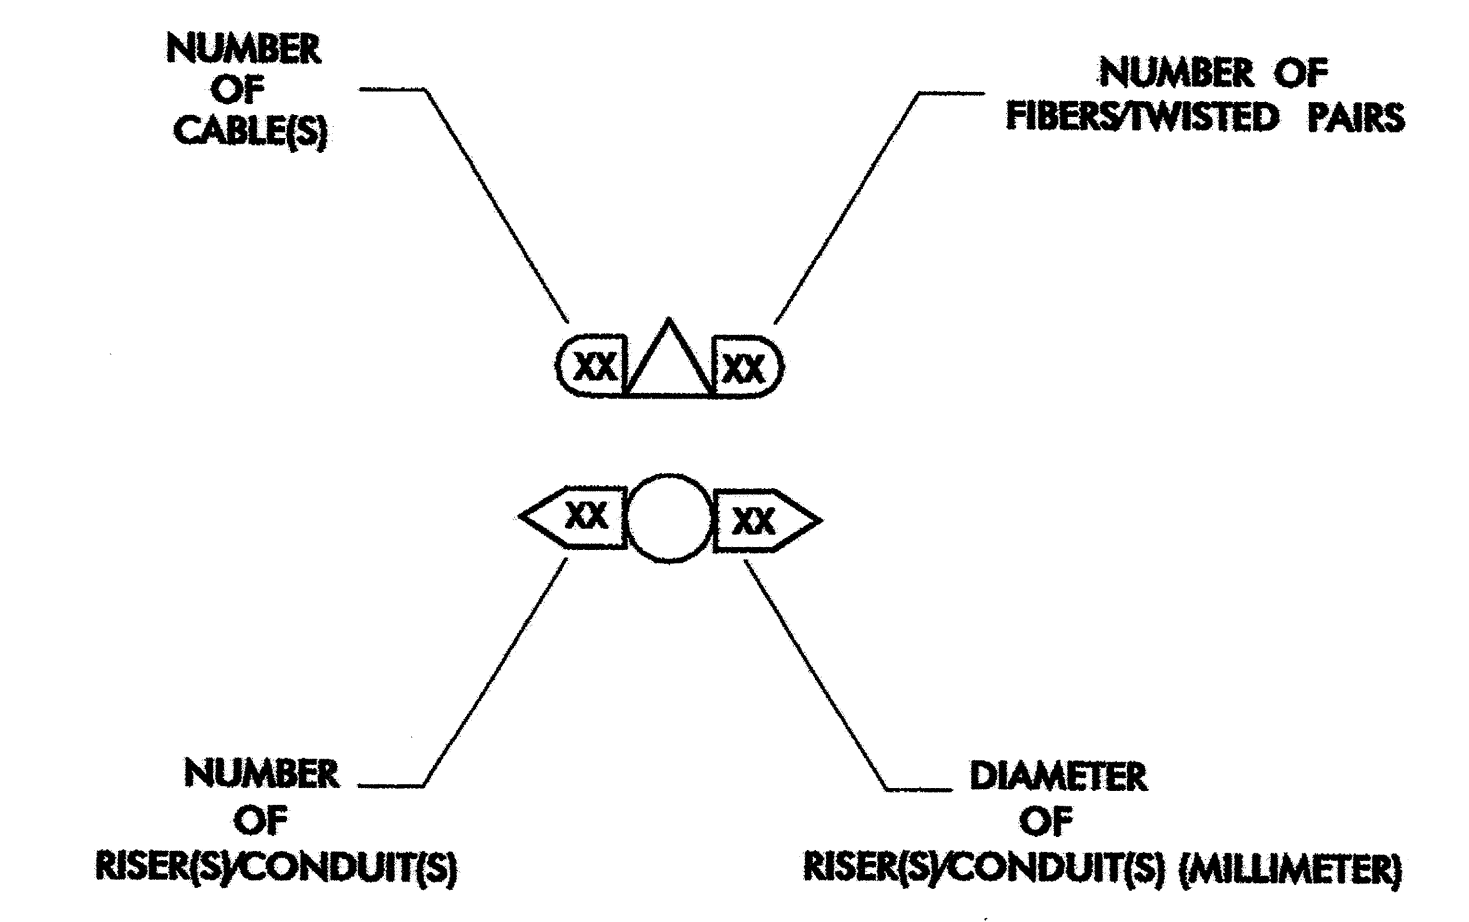 NUMBER
OF
CABLE(S)
NUMBER OF
FIBERS/TWISTED PAIRS
XX
XX
XX
XX
NUMBER
OF
RISER(S)/CONDUIT(S)
DIAMETER
OF
RISER(S)/CONDUIT(S) (MILLIMETER)